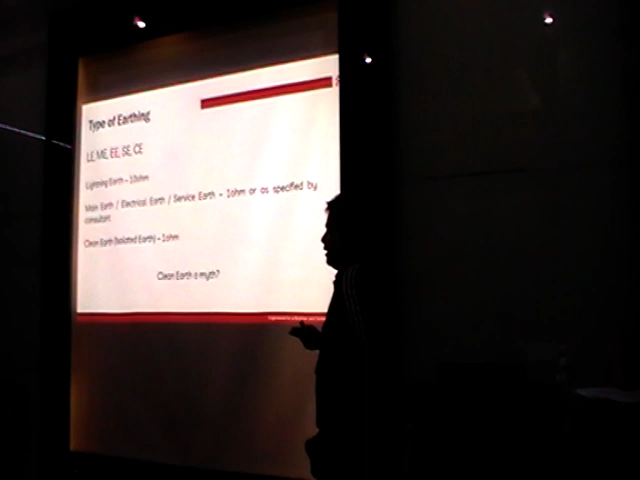 Type of Earthing
LE, ME, EE, SE, CE
Lightning Earth – 10ohm
Main Earth / Electrical Earth / Service Earth – 1ohm or as specified by
consultant
Clean Earth (Isolated Earth) – 1ohm
Clean Earth a myth?